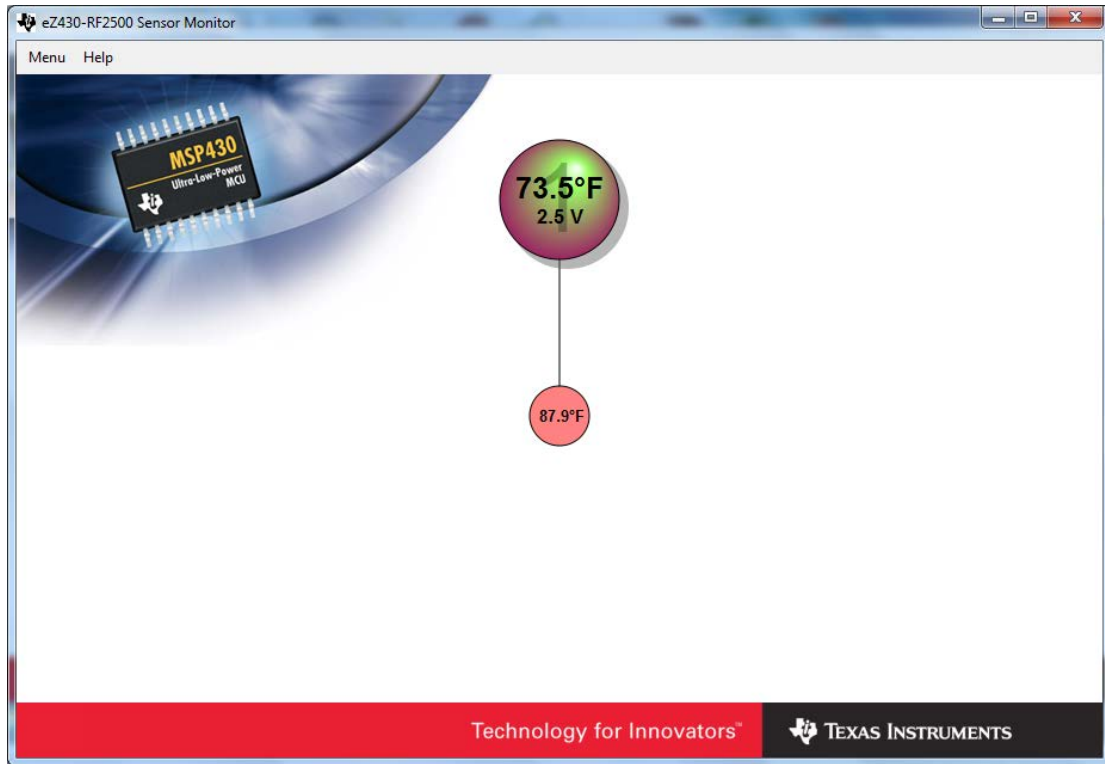 eZ430-RF2500 Sensor Monitor
Menu Help
MSP430
Ultra-Low-Power
MCU
1
73.5°F
2.5 V
87.9°F
Technology for Innovators™
TEXAS INSTRUMENTS